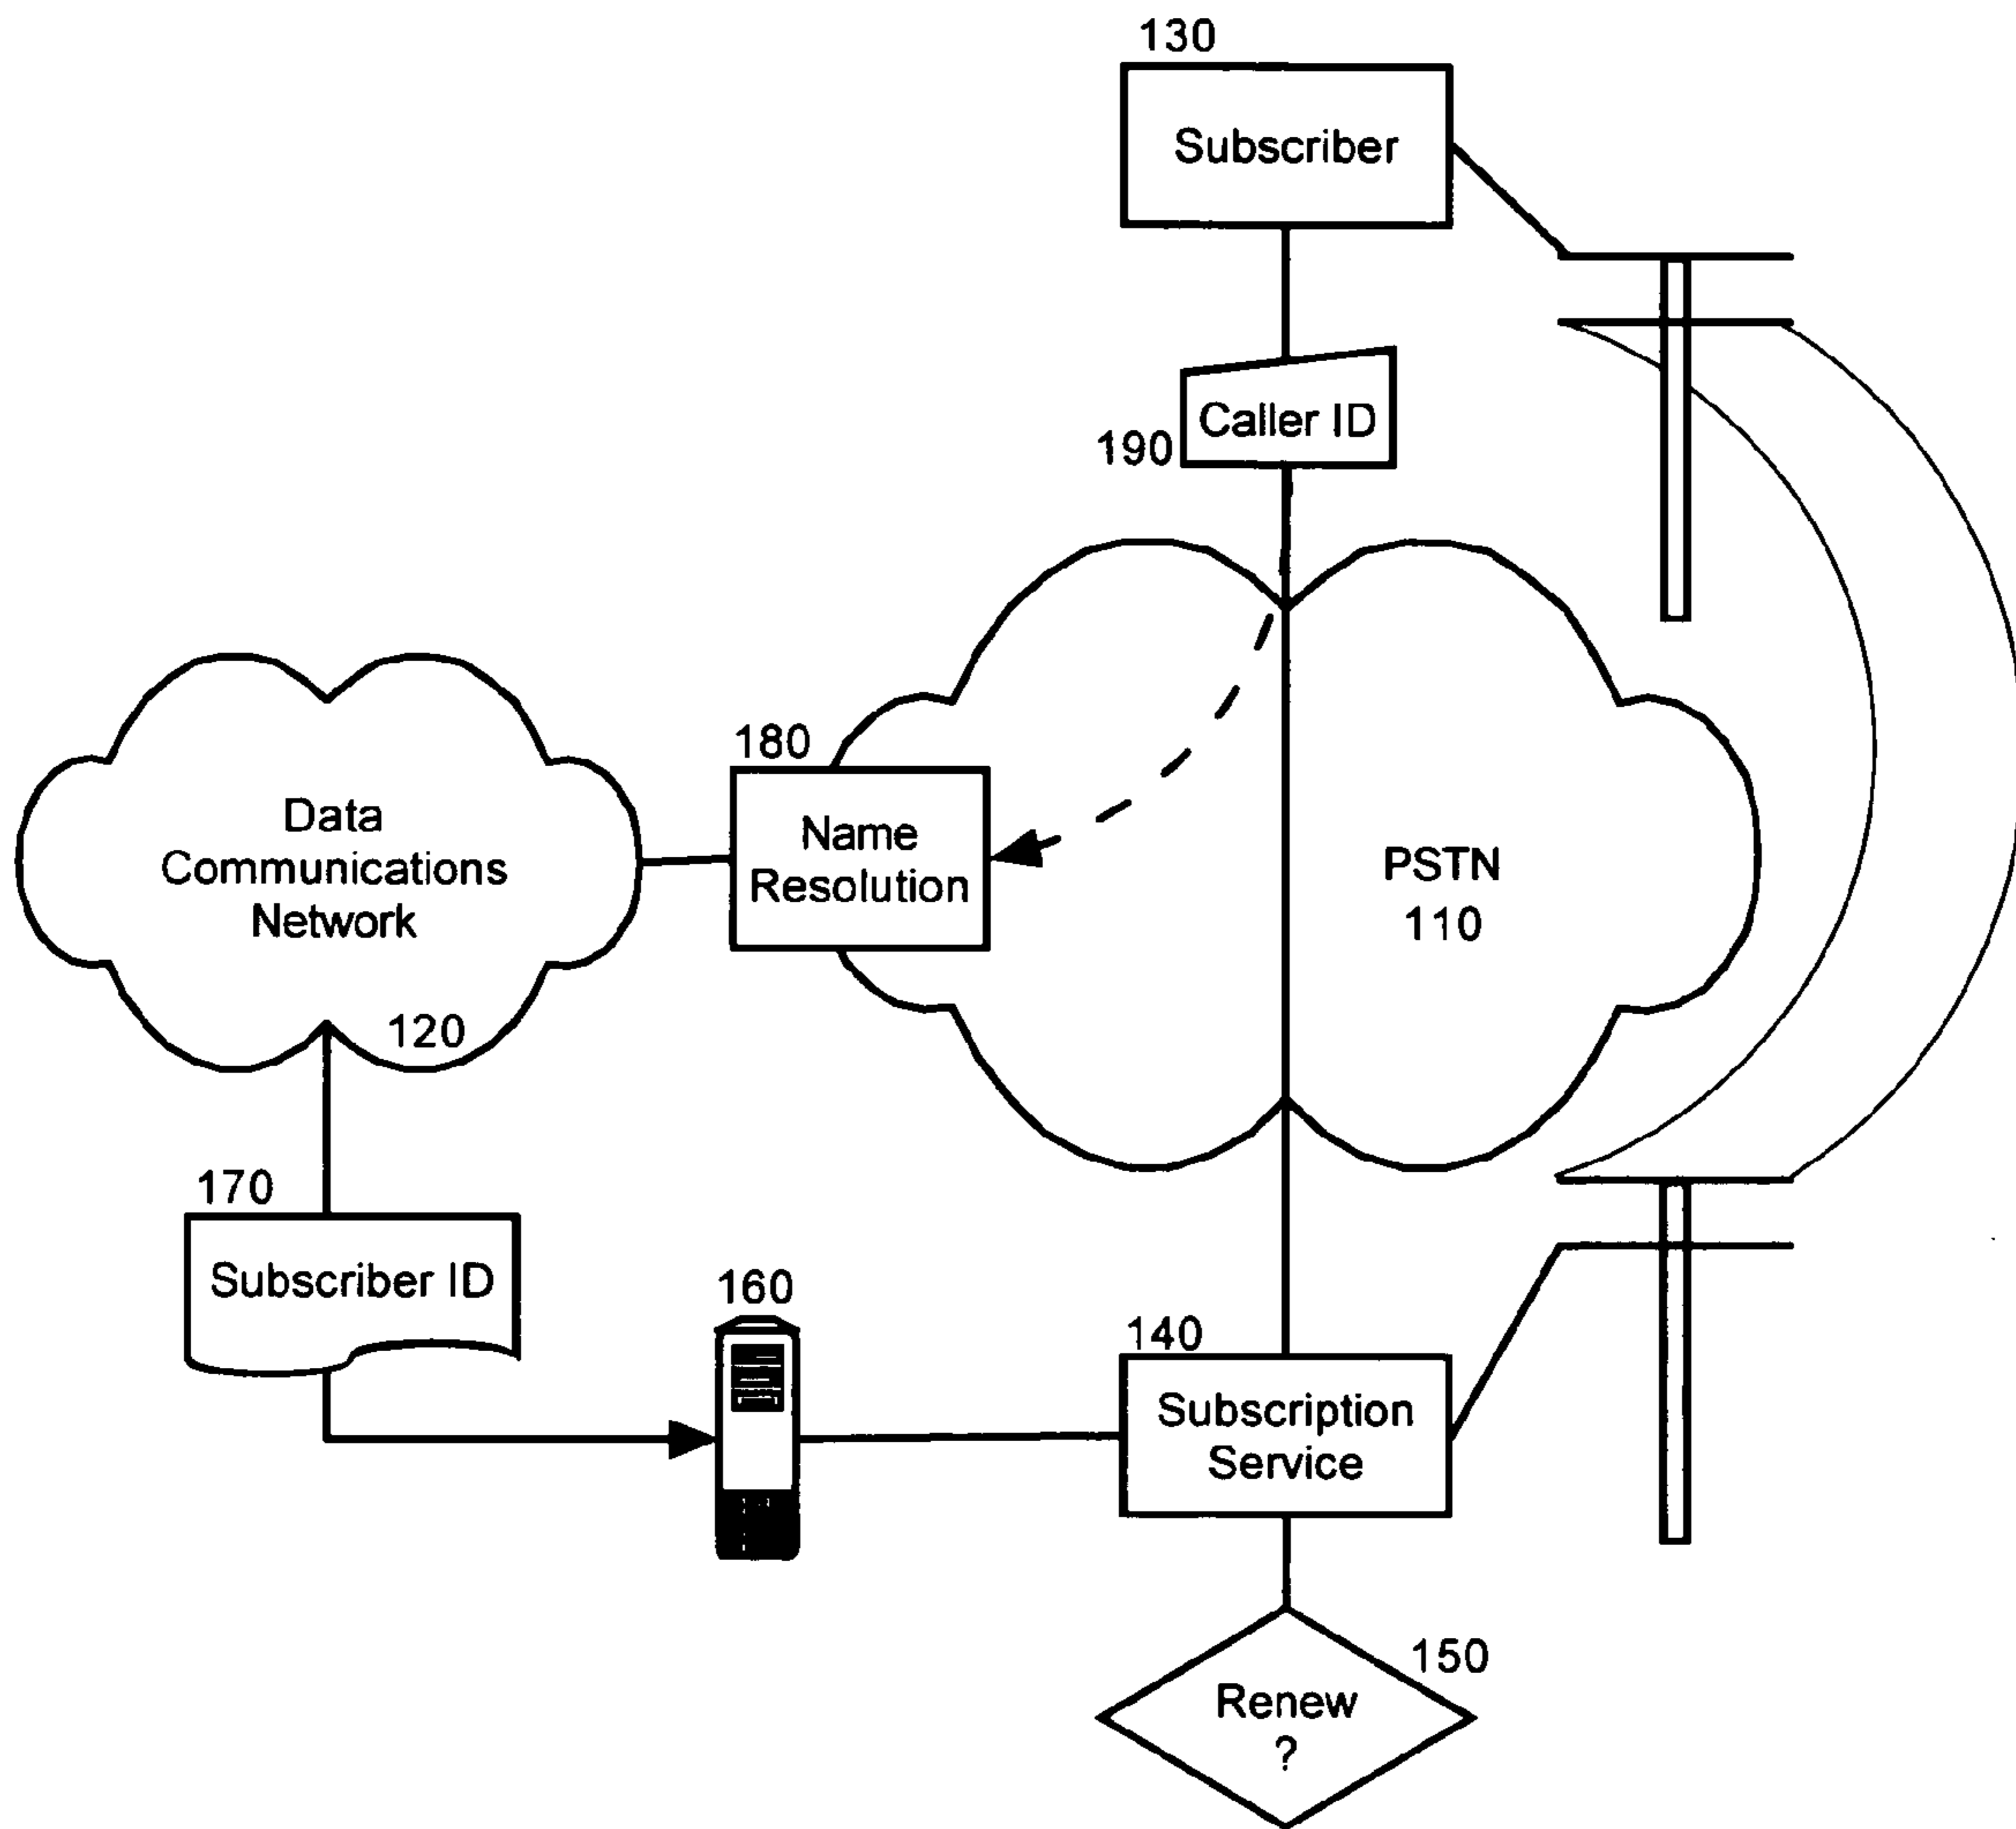 130
Subscriber
Caller ID
190
180
Name
Resolution
Data
Communications
Network
120
PSTN
110
170
Subscriber ID
160
140
Subscription
Service
150
Renew
?